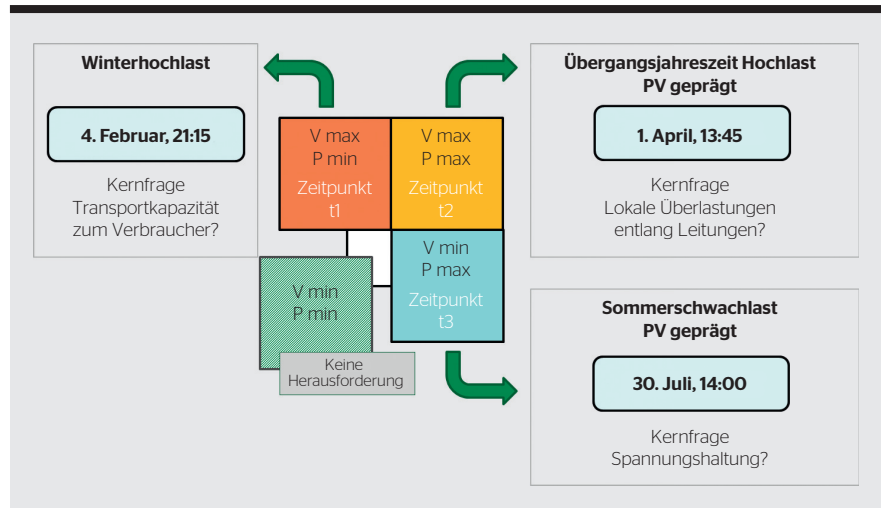 Winterhochlast
4. Februar, 21:15
Kernfrage
Transportkapazität
zum Verbraucher?
V max
P min
Zeitpunkt
t1
V max
P max
Zeitpunkt
t2
V min
P max
Zeitpunkt
t3
V min
P min
Keine
Herausforderung
Übergangsjahreszeit Hochlast
PV geprägt
1. April, 13:45
Kernfrage
Lokale Überlastungen
entlang Leitungen?
Sommerschwachlast
PV geprägt
30. Juli, 14:00
Kernfrage
Spannungshaltung?